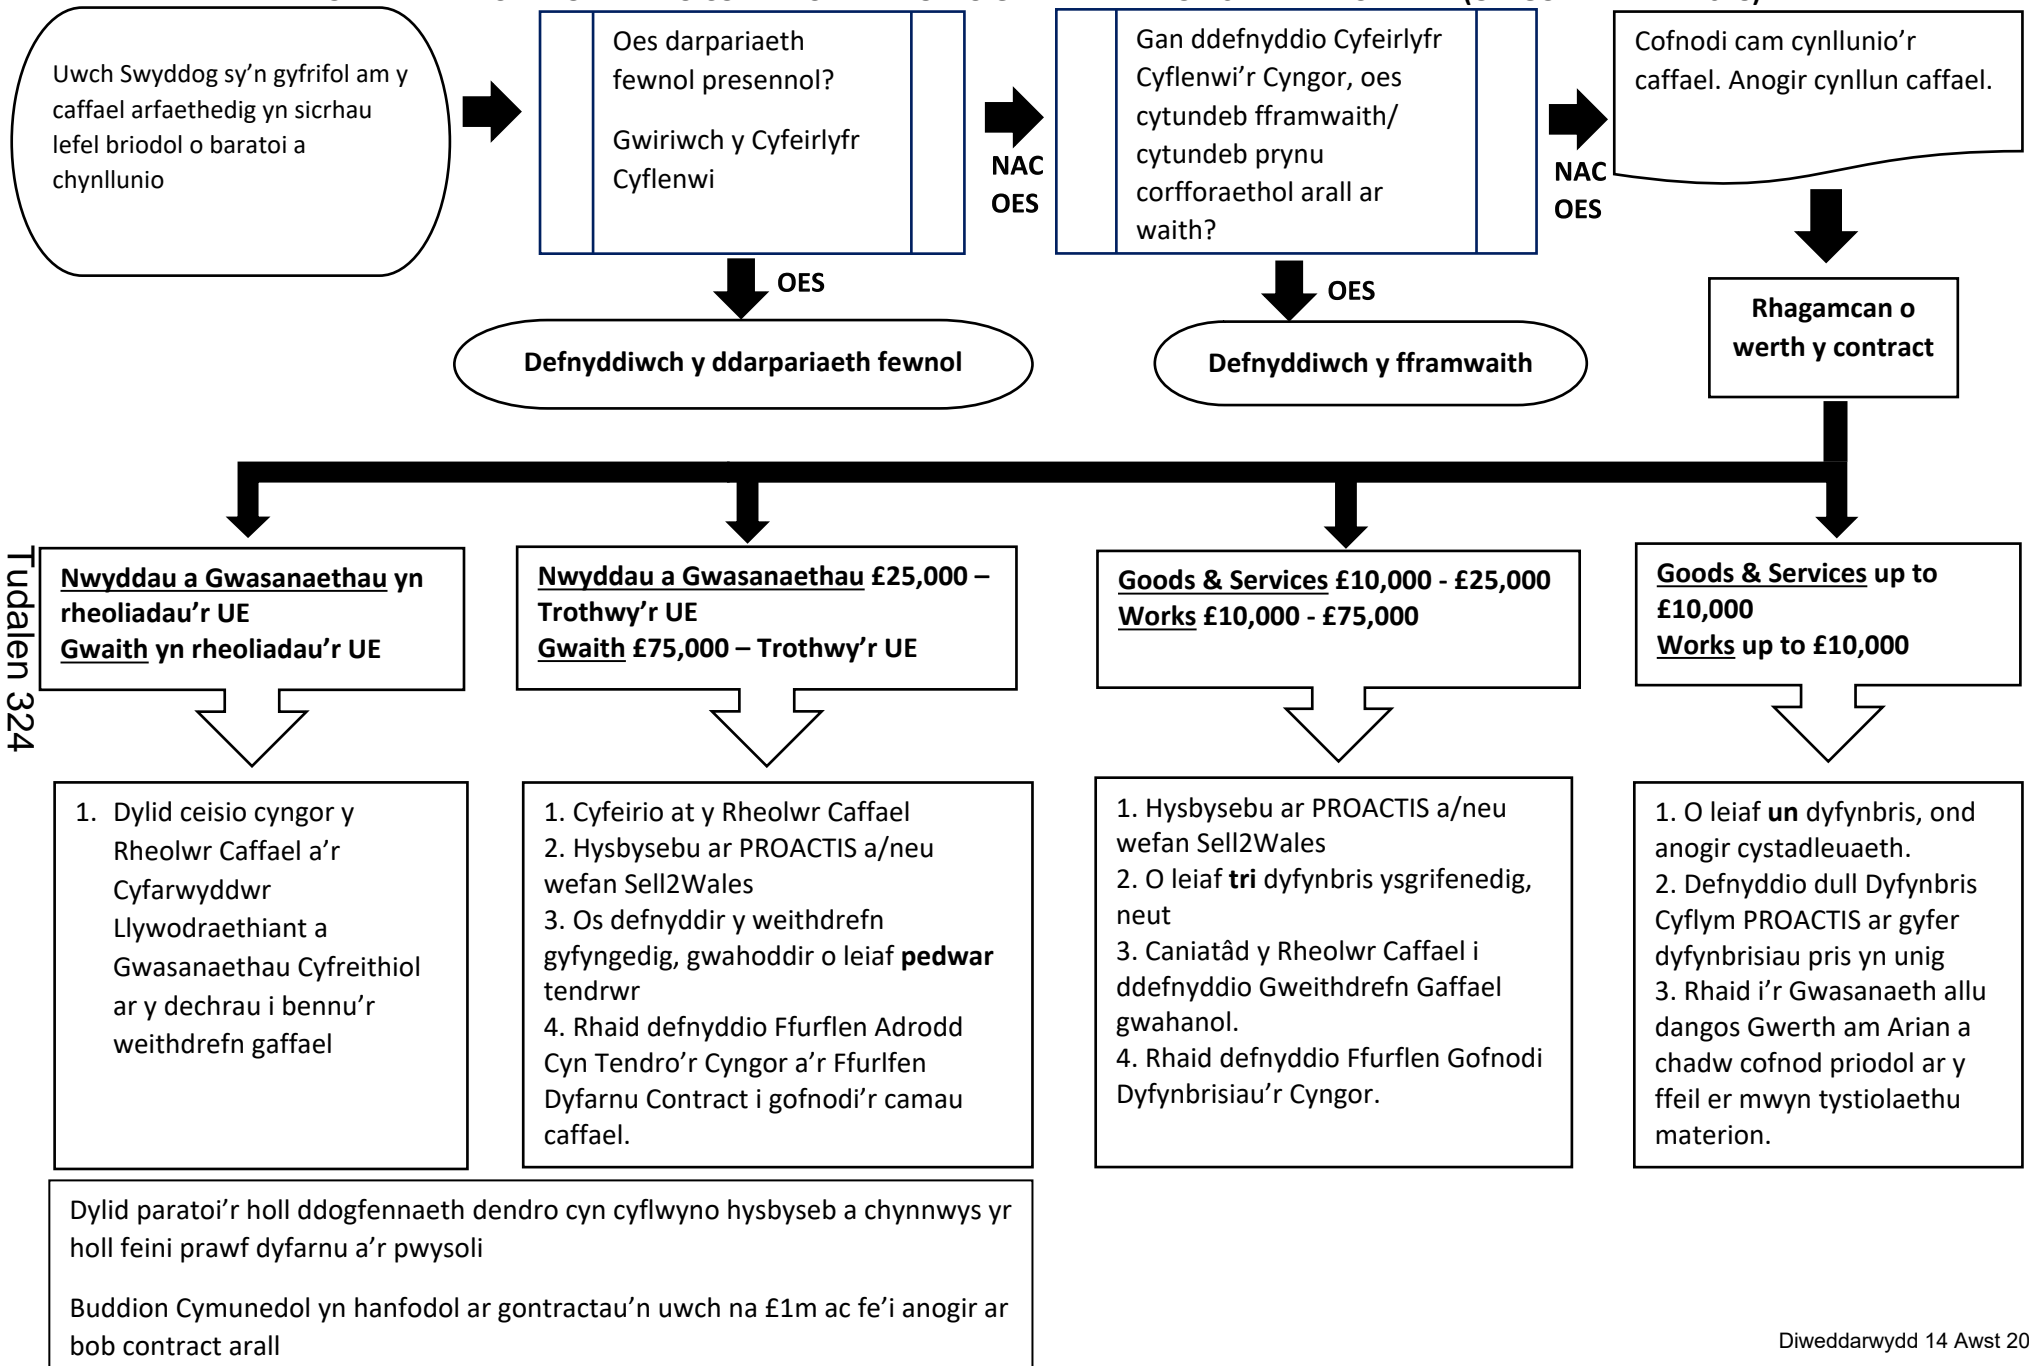 Uwch Swyddog sy'n gyfrifol am y
caffael arfaethedig yn sicrhau
lefel briodol o baratoi a
chynllunio
Oes darpariaeth
fewnol presennol?
Gwiriwch y Cyfeirlyfr
Cyflenwi
NAC
OES
Gan ddefnyddio Cyfeirlyfr
Cyflenwi'r Cyngor, oes
cytundeb fframwaith/
cytundeb prynu
corfforaethol arall ar
waith?
NAC
OES
Cofnodi cam cynllunio'r
caffael. Anogir cynllun caffael.
OES
OES
Defnyddiwch y ddarpariaeth fewnol
Defnyddiwch y fframwaith
Rhagamcan o
werth y contract
Tudalen 324
Nwyddau a Gwasanaethau yn
rheoliadau'r UE
Gwaith yn rheoliadau'r UE
Nwyddau a Gwasanaethau £25,000 –
Trothwy'r UE
Gwaith £75,000 – Trothwy'r UE
Goods & Services £10,000 - £25,000
Works £10,000 - £75,000
Goods & Services up to
£10,000
Works up to £10,000
1. Dylid ceisio cyngor y
Rheolwr Caffael a'r
Cyfarwyddwr
Llywodraethiant a
Gwasanaethau Cyfreithiol
ar y dechrau i bennu'r
weithdrefn gaffael
1. Cyfeirio at y Rheolwr Caffael
2. Hysbysebu ar PROACTIS a/neu
wefan Sell2Wales
3. Os defnyddir y weithdrefn
gyfyngedig, gwahoddir o leiaf pedwar
tendrwr
4. Rhaid defnyddio Ffurflen Adrodd
Cyn Tendro'r Cyngor a'r Ffurlfen
Dyfarnu Contract i gofnodi'r camau
caffael.
1. Hysbysebu ar PROACTIS a/neu
wefan Sell2Wales
2. O leiaf tri dyfynbris ysgrifenedig,
neut
3. Caniatâd y Rheolwr Caffael i
ddefnyddio Gweithdrefn Gaffael
gwahanol.
4. Rhaid defnyddio Ffurflen Gofnodi
Dyfynbrisiau'r Cyngor.
1. O leiaf un dyfynbris, ond
anogir cystadleuaeth.
2. Defnyddio dull Dyfynbris
Cyflym PROACTIS ar gyfer
dyfynbrisiau pris yn unig
3. Rhaid i'r Gwasanaeth allu
dangos Gwerth am Arian a
chadw cofnod priodol ar y
ffeil er mwyn tystiolaethu
materion.
Dylid paratoi'r holl ddogfennaeth dendro cyn cyflwyno hysbyseb a chynnwys yr
holl feini prawf dyfarnu a'r pwysoli
Buddion Cymunedol yn hanfodol ar gontractau'n uwch na £1m ac fe'i anogir ar
bob contract arall
Diweddarwydd 14 Awst 20